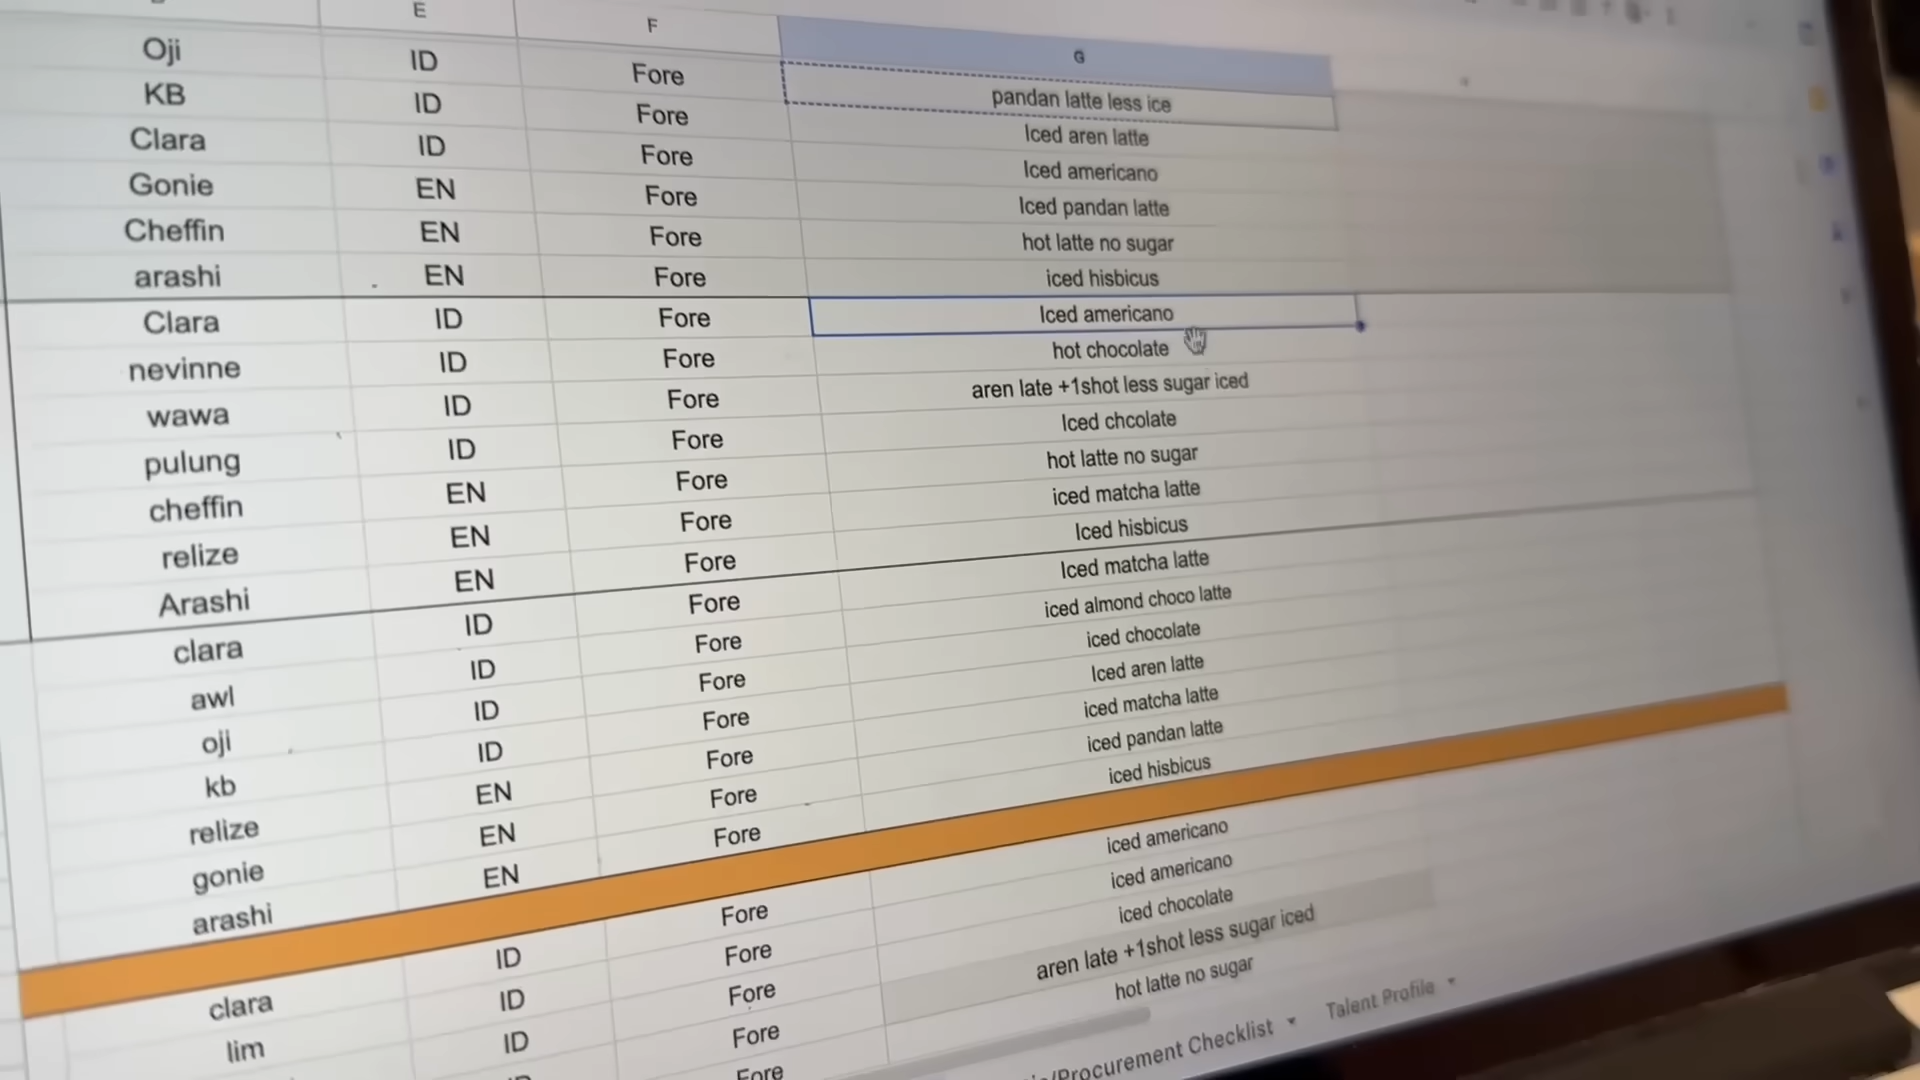 E F G
Oji ID Fore pandan latte less ice
KB ID Fore Iced aren latte
Clara ID Fore Iced americano
Gonie EN Fore Iced pandan latte
Cheffin EN Fore hot latte no sugar
arashi EN Fore iced hisbicus
Clara ID Fore Iced americano
nevinne ID Fore hot chocolate
wawa ID Fore aren late +1shot less sugar iced
pulung ID Fore Iced chcolate
cheffin EN Fore hot latte no sugar
relize EN Fore iced matcha latte
Arashi EN Fore Iced hisbicus
clara ID Fore Iced matcha latte
awl ID Fore iced almond choco latte
oji ID Fore iced chocolate
kb ID Fore Iced aren latte
relize EN Fore iced matcha latte
gonie EN Fore iced pandan latte
arashi EN Fore iced hisbicus
clara ID Fore iced americano
lim ID Fore iced americano
ID Fore iced chocolate
Fore aren late +1shot less sugar iced
Fore hot latte no sugar
/Procurement Checklist Talent Profile